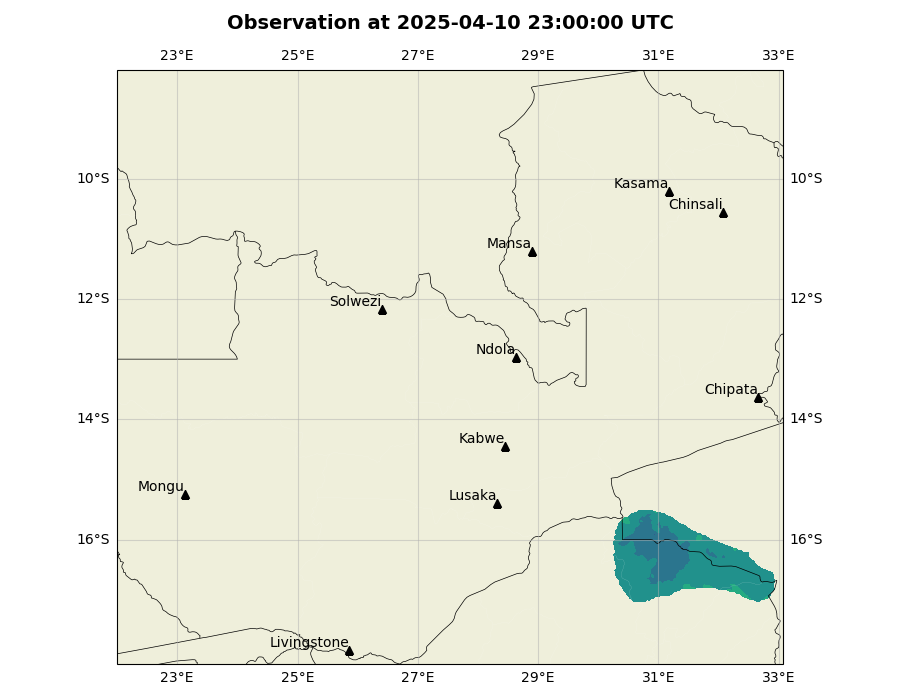 Observation at 2025-04-10 23:00:00 UTC
23°E 25°E 27°E 29°E 31°E 33°E
10°S 10°S
Kasama
Chinsali
Mansa
12°S 12°S
Solwezi
Ndola
Chipata
14°S 14°S
Kabwe
Mongu
Lusaka
16°S 16°S
Livingstone
23°E 25°E 27°E 29°E 31°E 33°E